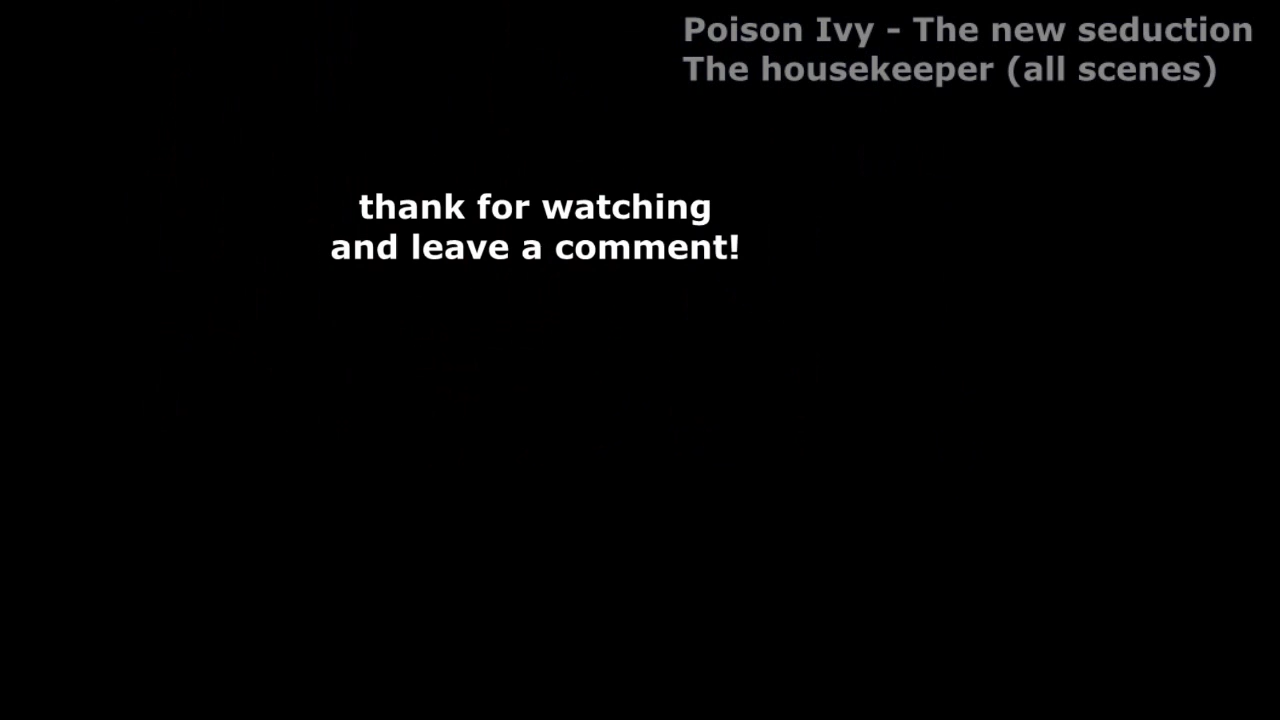 Poison Ivy - The new seduction
The housekeeper (all scenes)
thank for watching
and leave a comment!